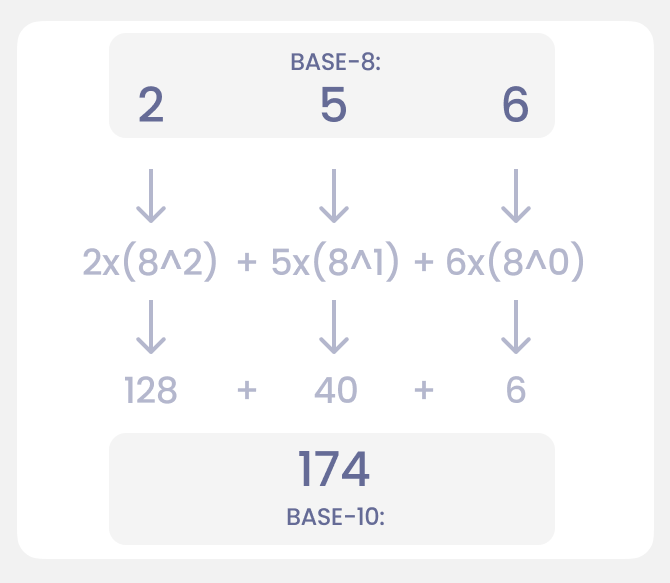 BASE-8:
2 5 6
2x(8^2) + 5x(8^1) + 6x(8^0)
128 + 40 + 6
174
BASE-10: